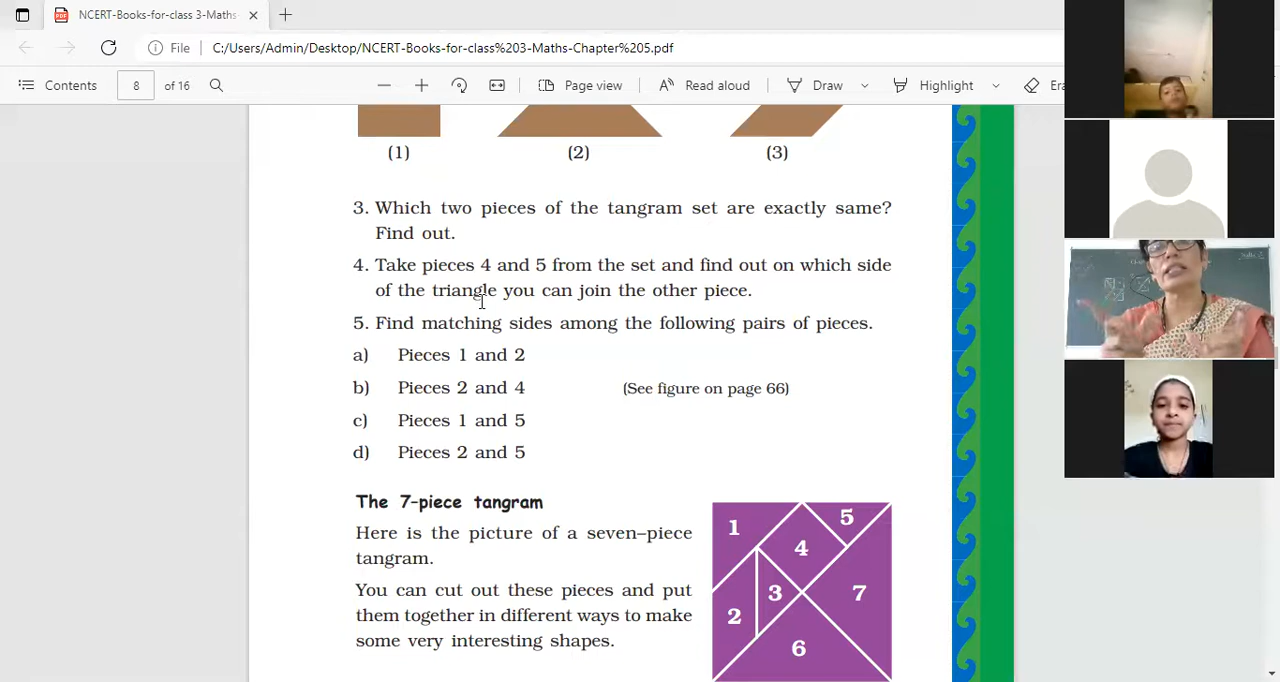 NCERT-Books-for-class 3-Maths-
File C:/Users/Admin/Desktop/NCERT-Books-for-class%203-Maths-Chapter%205.pdf
Contents 8 of 16 Page view Read aloud Draw Highlight Era
(1) (2) (3)
3. Which two pieces of the tangram set are exactly same?
Find out.
4. Take pieces 4 and 5 from the set and find out on which side
of the triangle you can join the other piece.
5. Find matching sides among the following pairs of pieces.
a) Pieces 1 and 2
b) Pieces 2 and 4 (See figure on page 66)
c) Pieces 1 and 5
d) Pieces 2 and 5
The 7-piece tangram
Here is the picture of a seven–piece
tangram.
You can cut out these pieces and put
them together in different ways to make
some very interesting shapes.
1
5
4
3
7
2
6